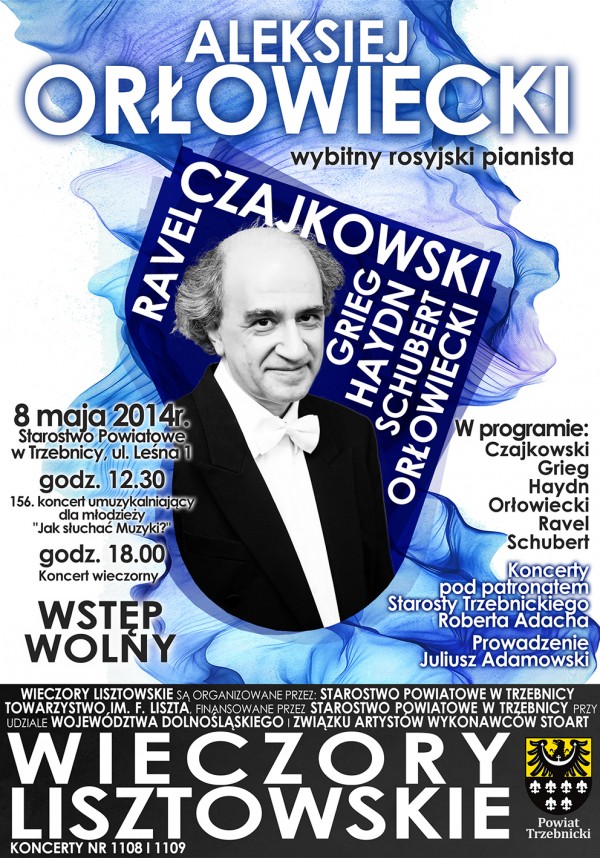 ALEKSIEJ
ORŁOWIECKI
wybitny rosyjski pianista
RAVEL
CZAJKOWSKI
GRIEG
HAYDN
SCHUBERT
ORŁOWIECKI
8 maja 2014r.
Starostwo Powiatowe
w Trzebnicy, ul. Leśna 1
godz. 12.30
156. koncert umuzykalniający
dla młodzieży
"Jak słuchać Muzyki?"
godz. 18.00
Koncert wieczorny
WSTĘP
WOLNY
W programie:
Czajkowski
Grieg
Haydn
Orłowiecki
Ravel
Schubert
Koncerty
pod patronatem
Starosty Trzebnickiego
Roberta Adacha
Prowadzenie
Juliusz Adamowski
WIECZORY LISZTOWSKIE SĄ ORGANIZOWANE PRZEZ: STAROSTWO POWIATOWE W TRZEBNICY
TOWARZYSTWO IM. F. LISZTA, FINANSOWANE PRZEZ STAROSTWO POWIATOWE W TRZEBNICY PRZY
UDZIALE WOJEWÓDZTWA DOLNOŚLĄSKIEGO I ZWIĄZKU ARTYSTÓW WYKONAWCÓW STOART
WIECZORY
LISZTOWSKIE
KONCERTY NR 1108 I 1109
Powiat
Trzebnicki